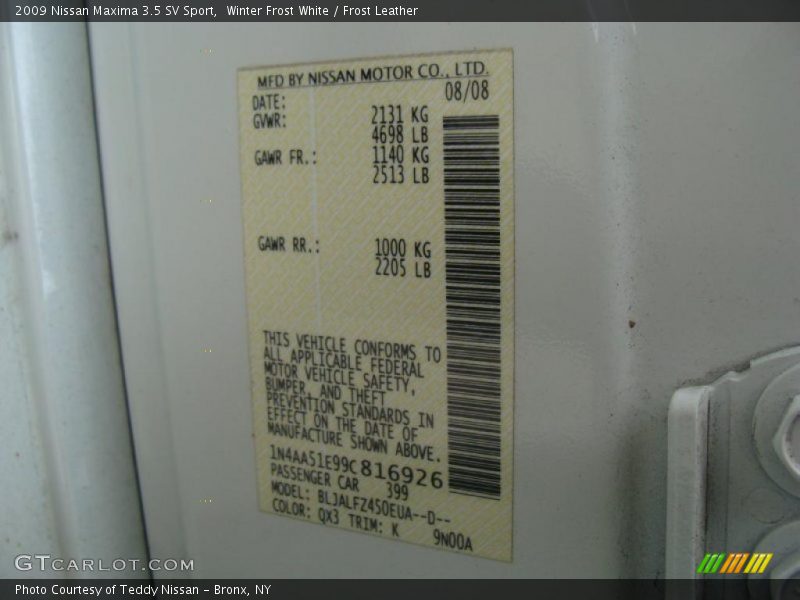 2009 Nissan Maxima 3.5 SV Sport,  Winter Frost White / Frost Leather
MFD BY NISSAN MOTOR CO., LTD.
DATE: 08/08
GVWR: 2131 KG
4698 LB
GAWR FR.: 1140 KG
2513 LB
GAWR RR.: 1000 KG
2205 LB
THIS VEHICLE CONFORMS TO
ALL APPLICABLE FEDERAL
MOTOR VEHICLE SAFETY,
BUMPER, AND THEFT
PREVENTION STANDARDS IN
EFFECT ON THE DATE OF
MANUFACTURE SHOWN ABOVE.
1N4AA51E99C816926
PASSENGER CAR 399
MODEL: BLJALFZ450EUA--D--
COLOR: QX3 TRIM: K 9N00A
GTCARLOT.COM
Photo Courtesy of Teddy Nissan – Bronx, NY